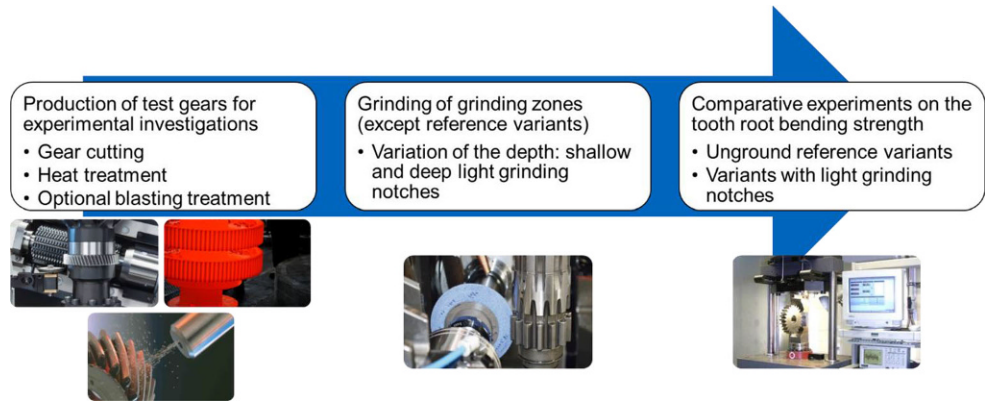 Production of test gears for
experimental investigations
• Gear cutting
• Heat treatment
• Optional blasting treatment
Grinding of grinding zones
(except reference variants)
• Variation of the depth: shallow
and deep light grinding
notches
Comparative experiments on the
tooth root bending strength
• Unground reference variants
• Variants with light grinding
notches